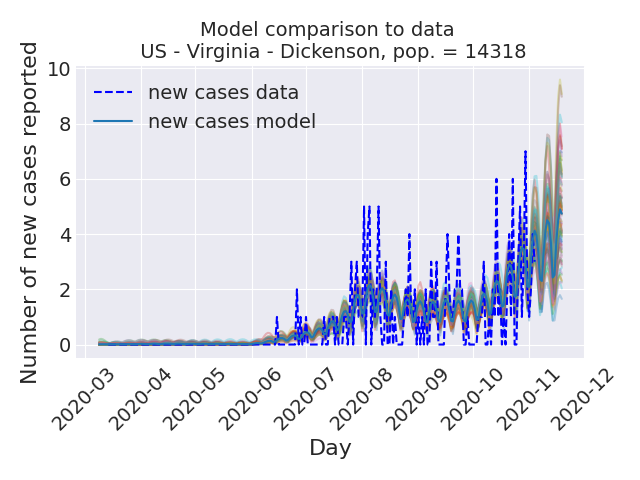 Model comparison to data
US - Virginia - Dickenson, pop. = 14318
Number of new cases reported
10
8
6
4
2
0
new cases data
new cases model
2020-03
2020-04
2020-05
2020-06
2020-07
2020-08
2020-09
2020-10
2020-11
2020-12
Day